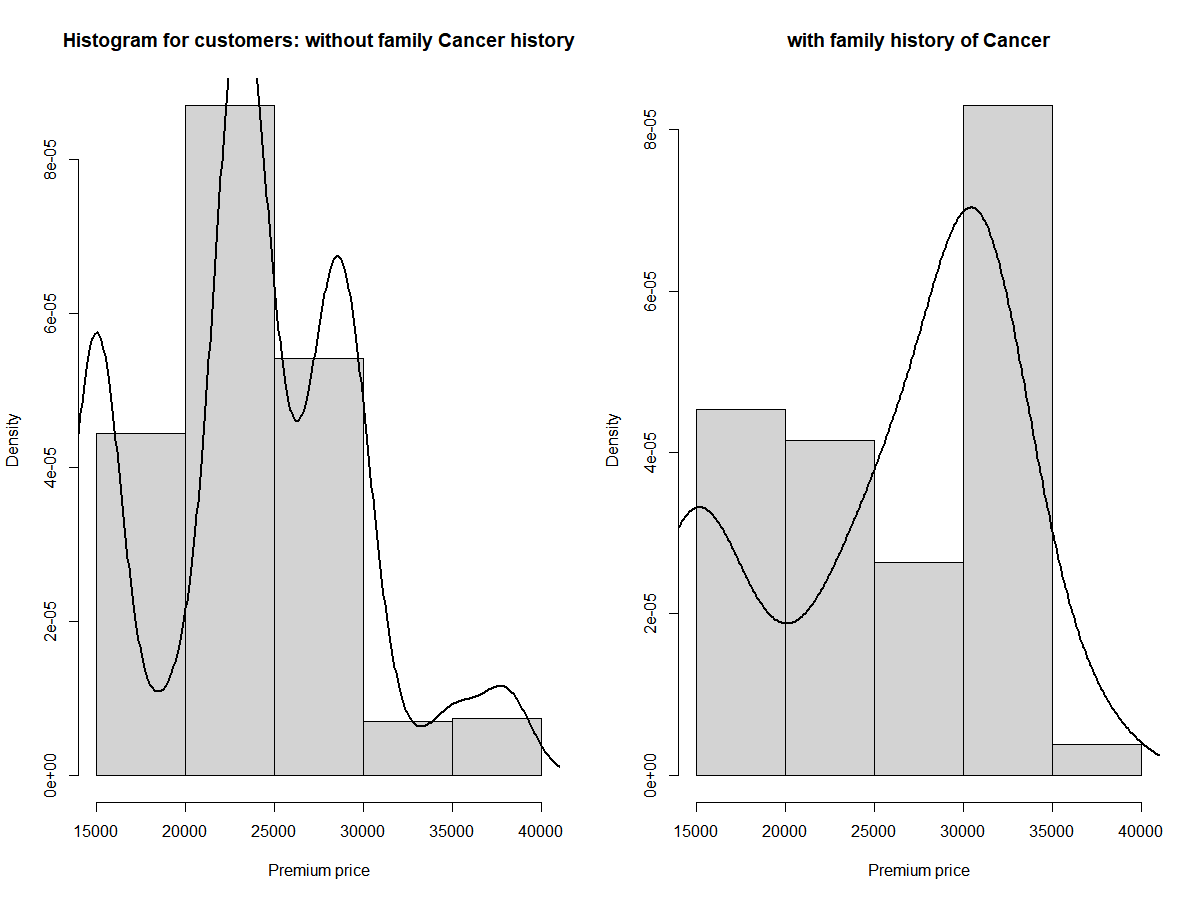 Histogram for customers: without family Cancer history
Density
8e-05
6e-05
4e-05
2e-05
0e+00
15000 20000 25000 30000 35000 40000
Premium price
with family history of Cancer
Density
8e-05
6e-05
4e-05
2e-05
0e+00
15000 20000 25000 30000 35000 40000
Premium price